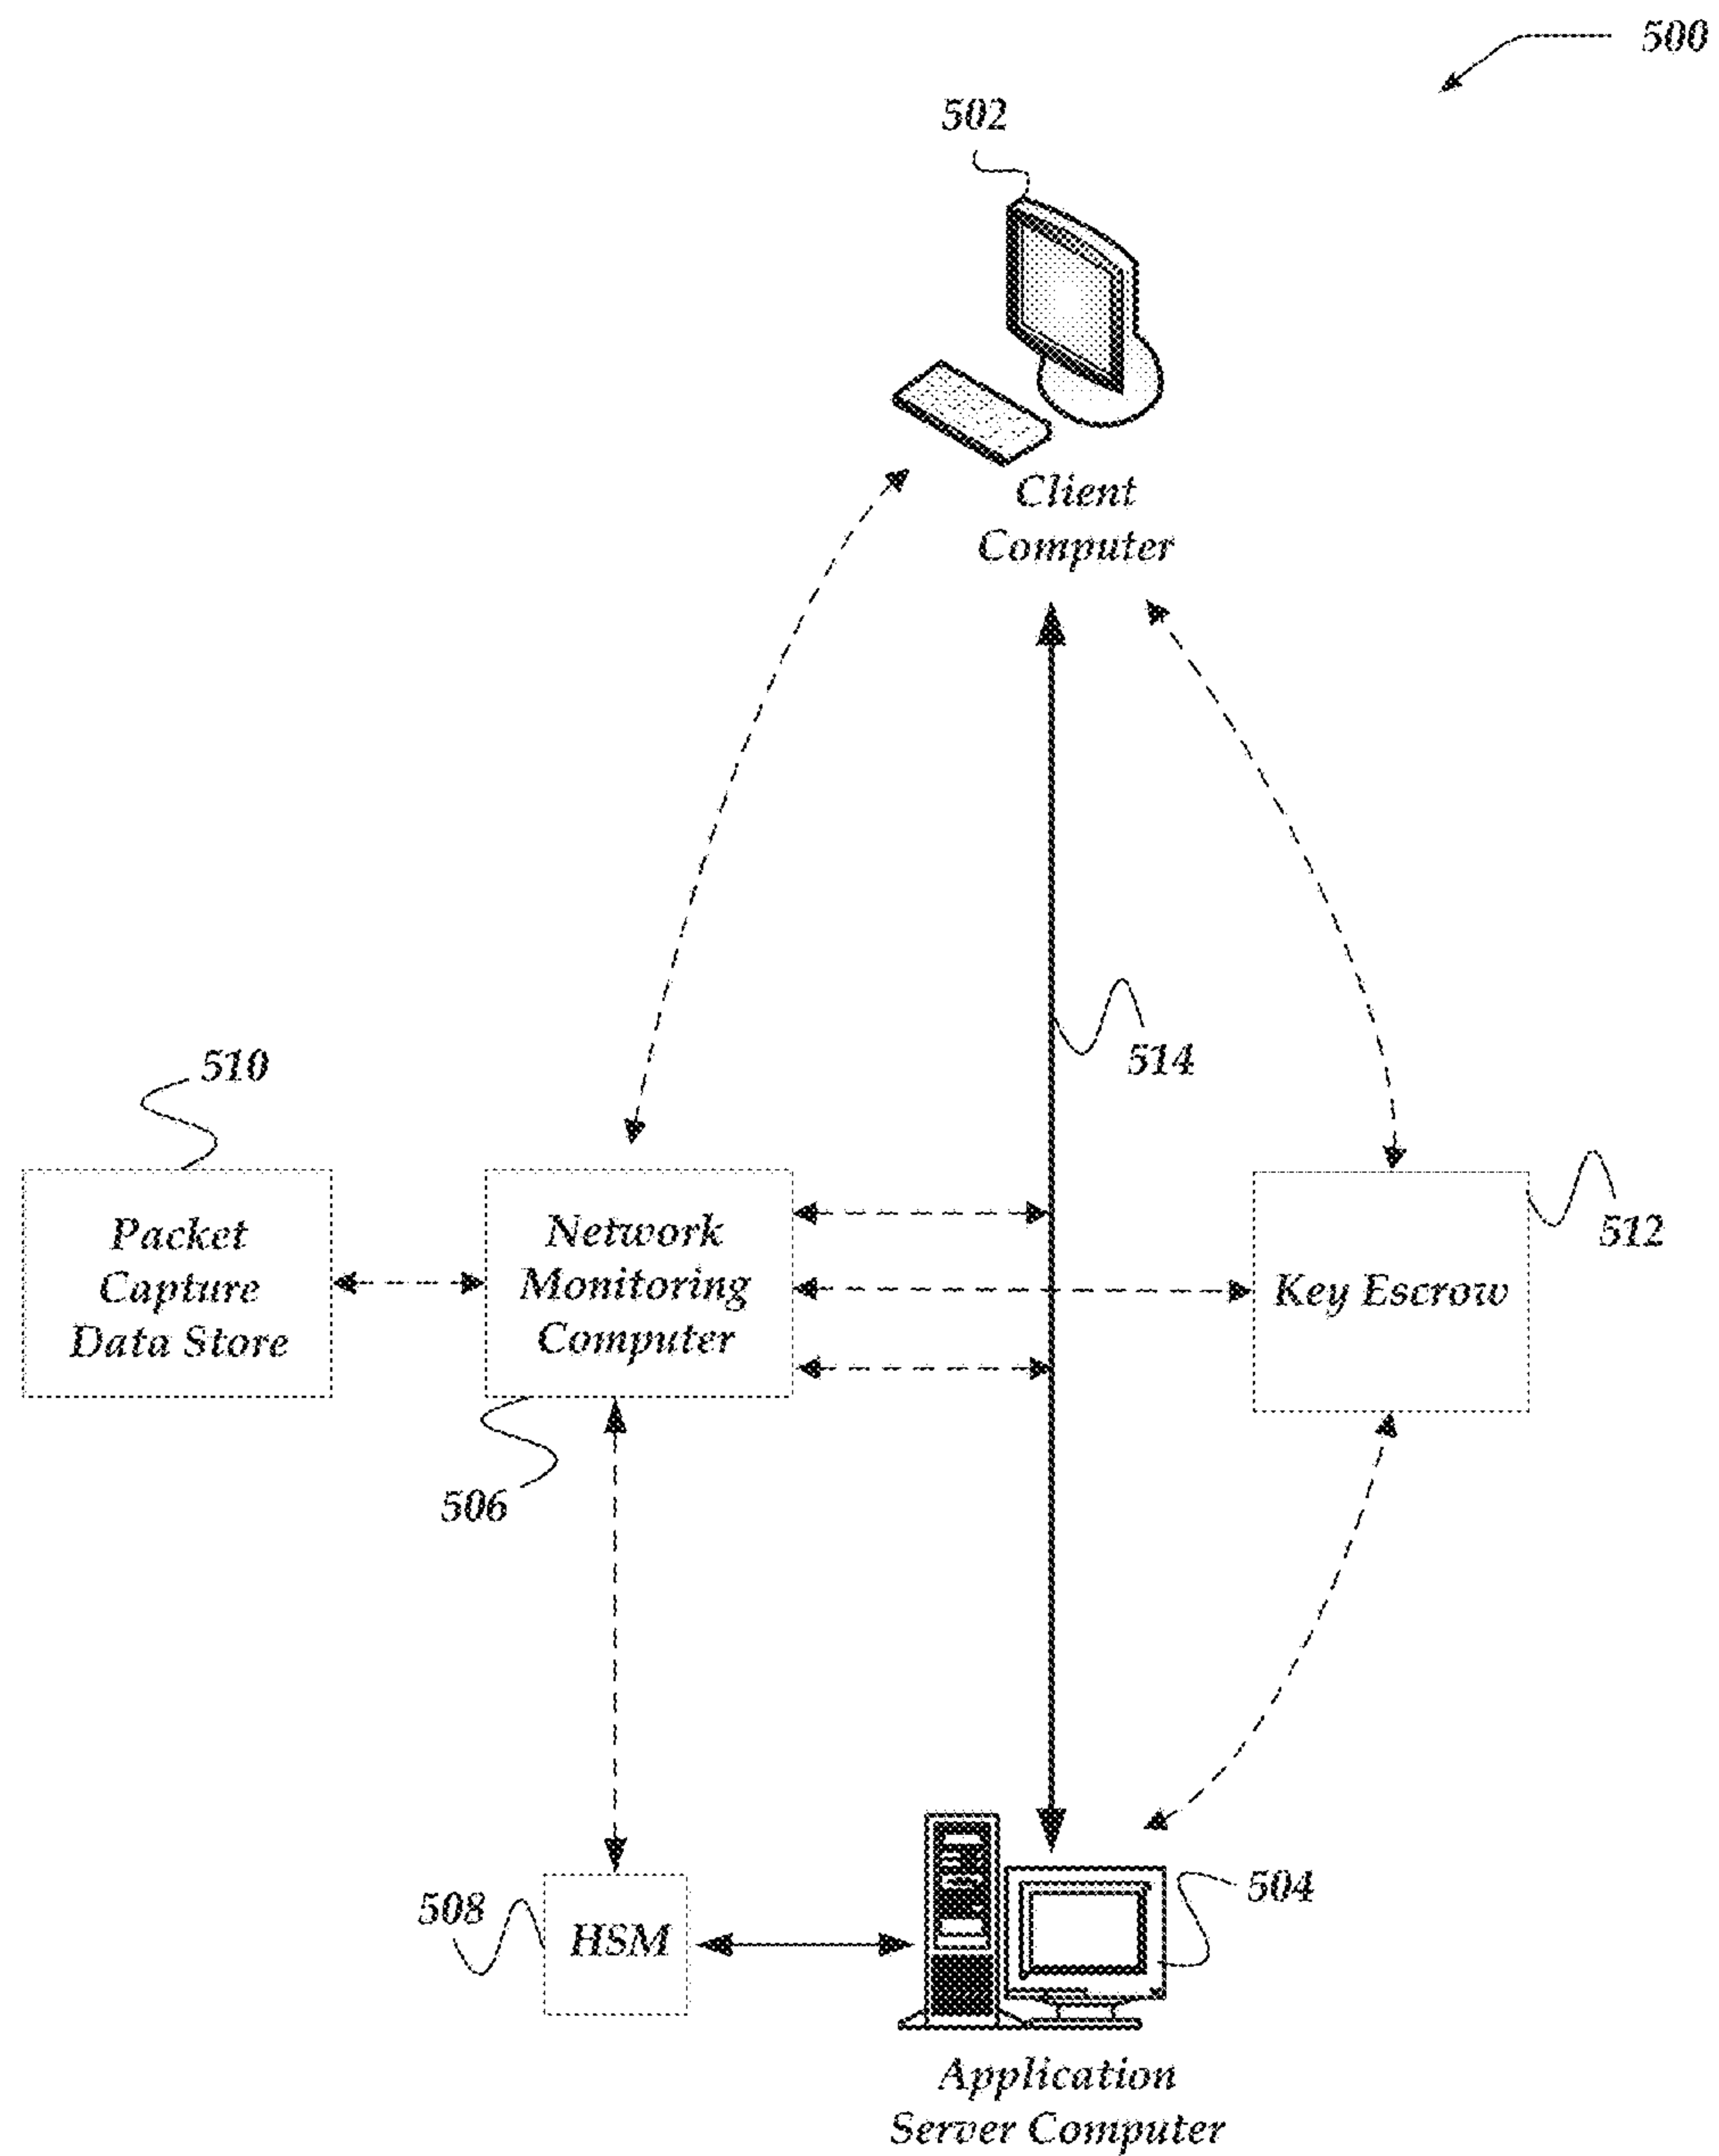 500
502
Client
Computer
514
510
Packet
Capture
Data Store
Network
Monitoring
Computer
506
512
Key Escrow
508
HSM
504
Application
Server Computer